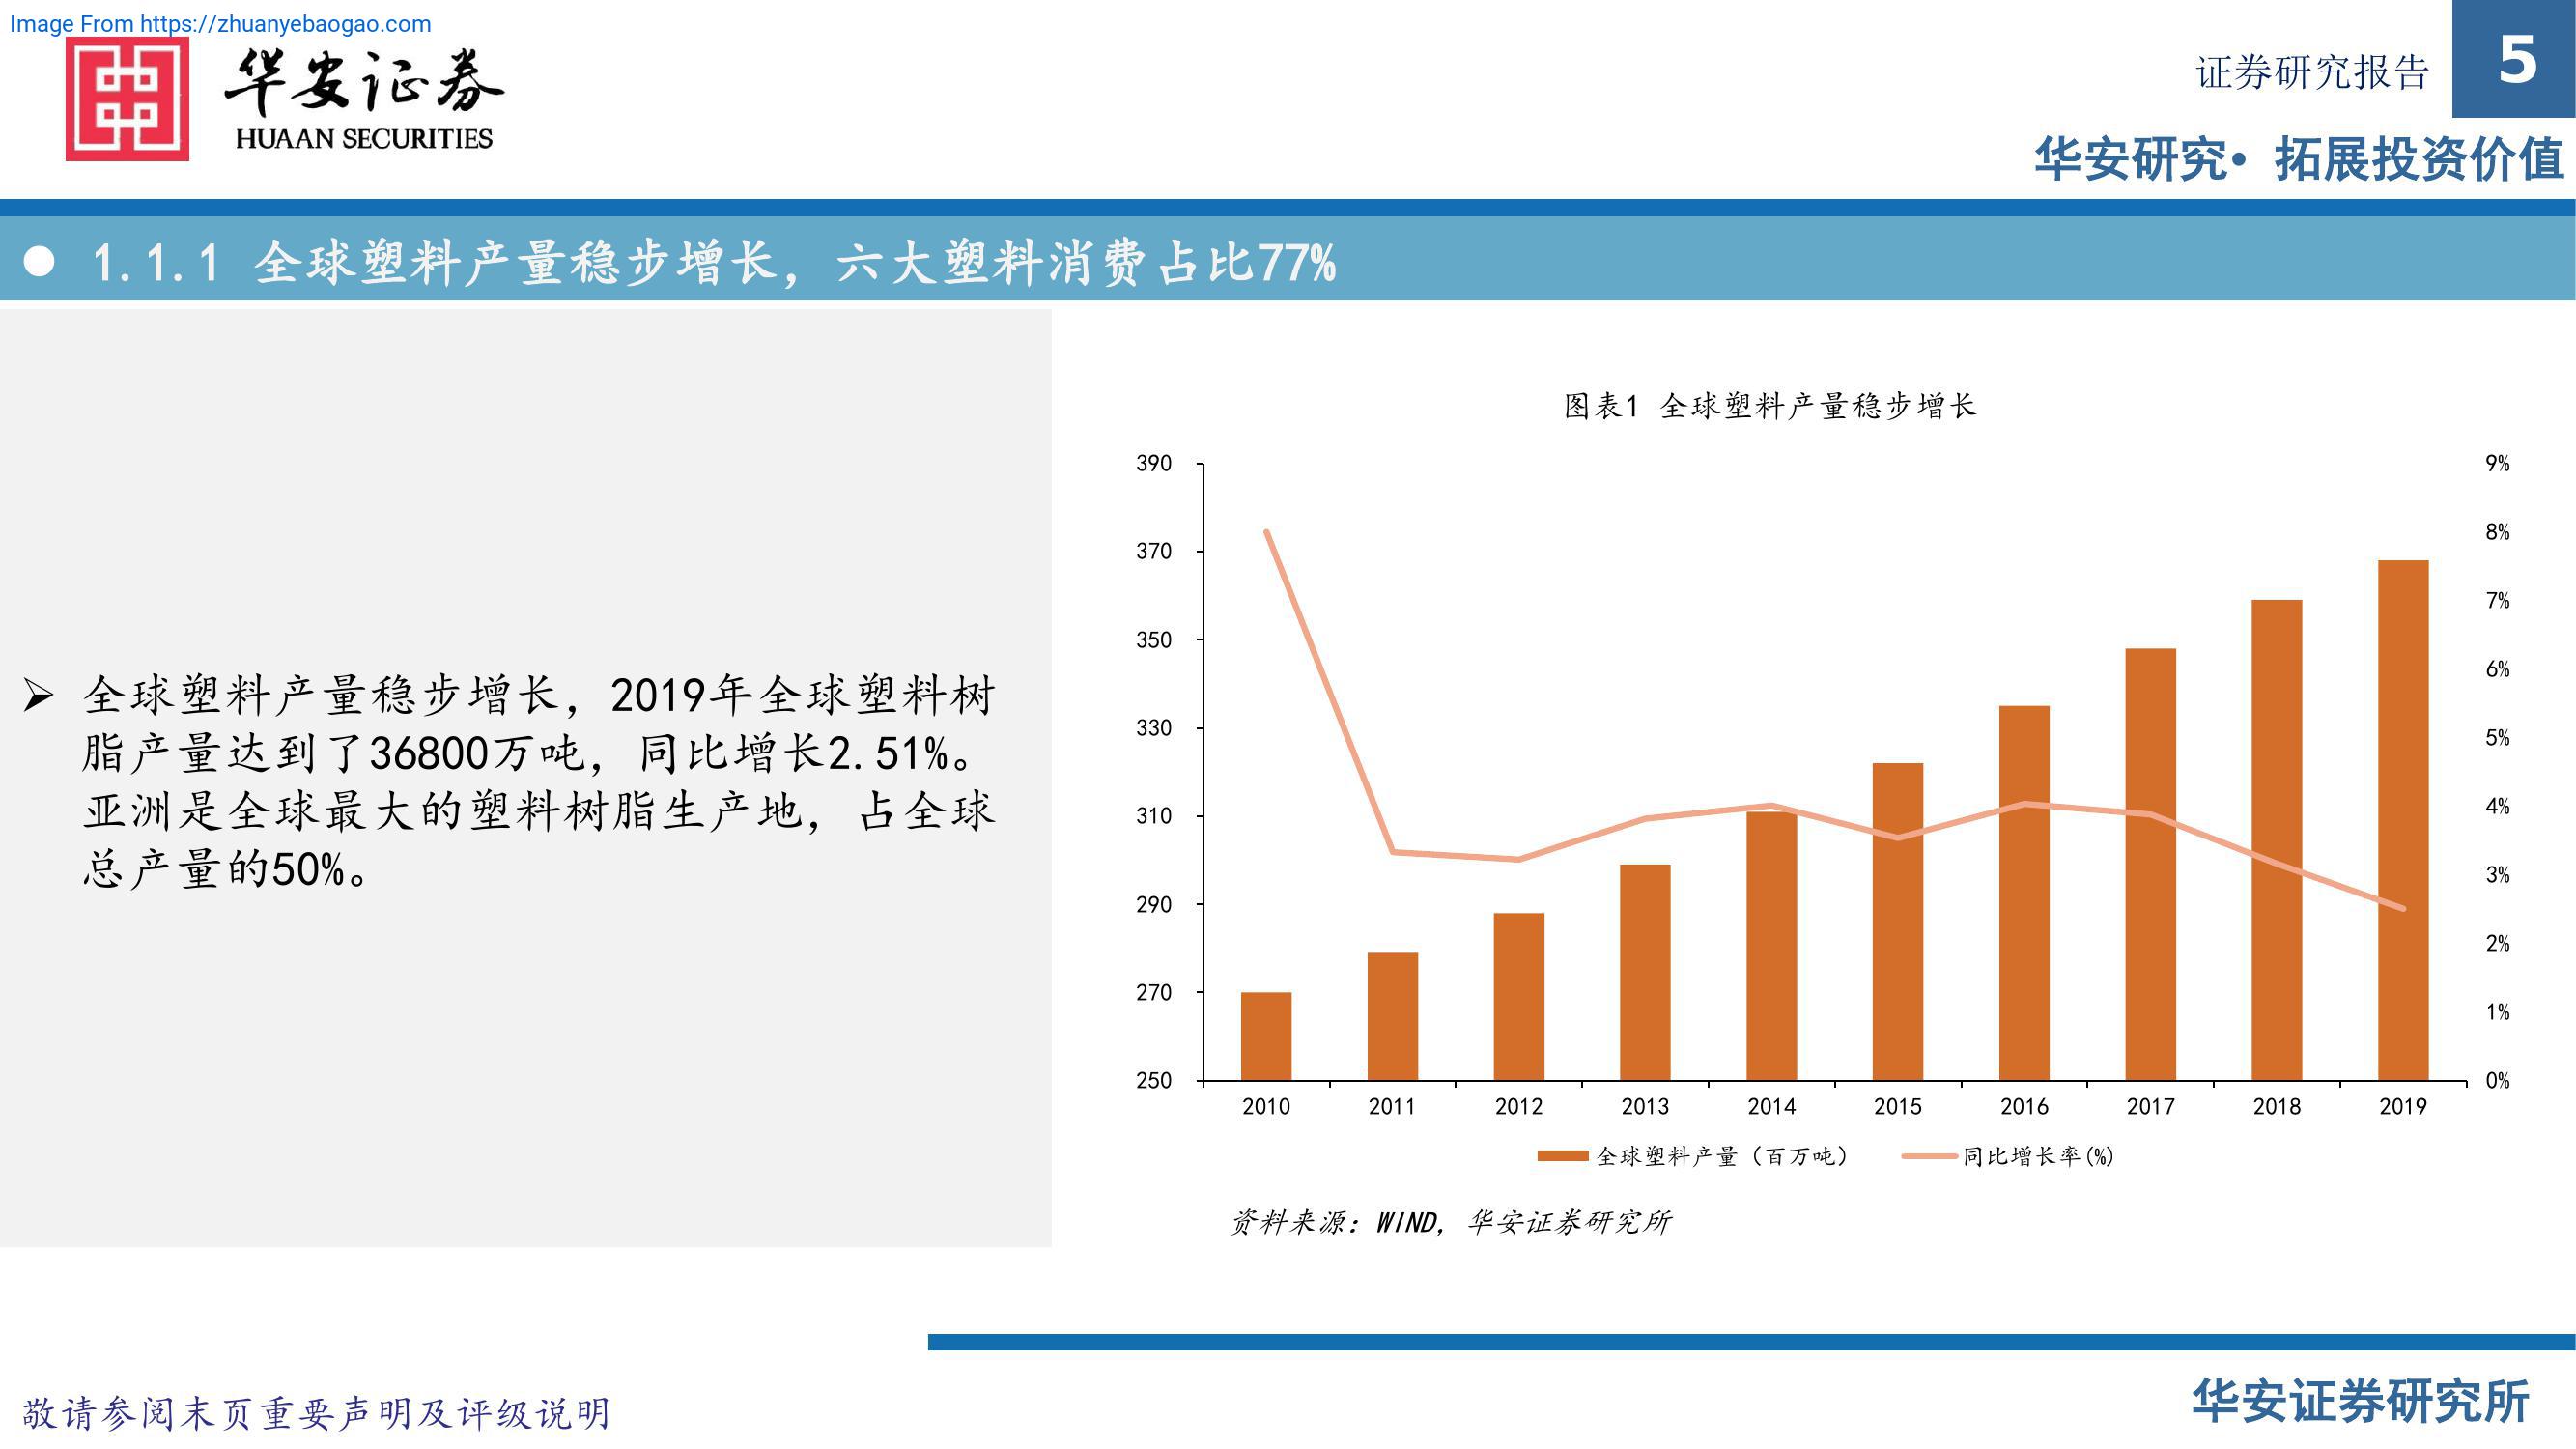 Image From https://zhuanyebaogao.com
华安证券
HUAAN SECURITIES
证券研究报告
5
华安研究• 拓展投资价值
1.1.1 全球塑料产量稳步增长，六大塑料消费占比77%
全球塑料产量稳步增长，2019年全球塑料树
脂产量达到了36800万吨，同比增长2.51%。
亚洲是全球最大的塑料树脂生产地，占全球
总产量的50%。
图表1 全球塑料产量稳步增长
390
370
350
330
310
290
270
250
9%
8%
7%
6%
5%
4%
3%
2%
1%
0%
2010 2011 2012 2013 2014 2015 2016 2017 2018 2019
全球塑料产量（百万吨） 同比增长率(%)
资料来源：WIND，华安证券研究所
敬请参阅末页重要声明及评级说明
华安证券研究所